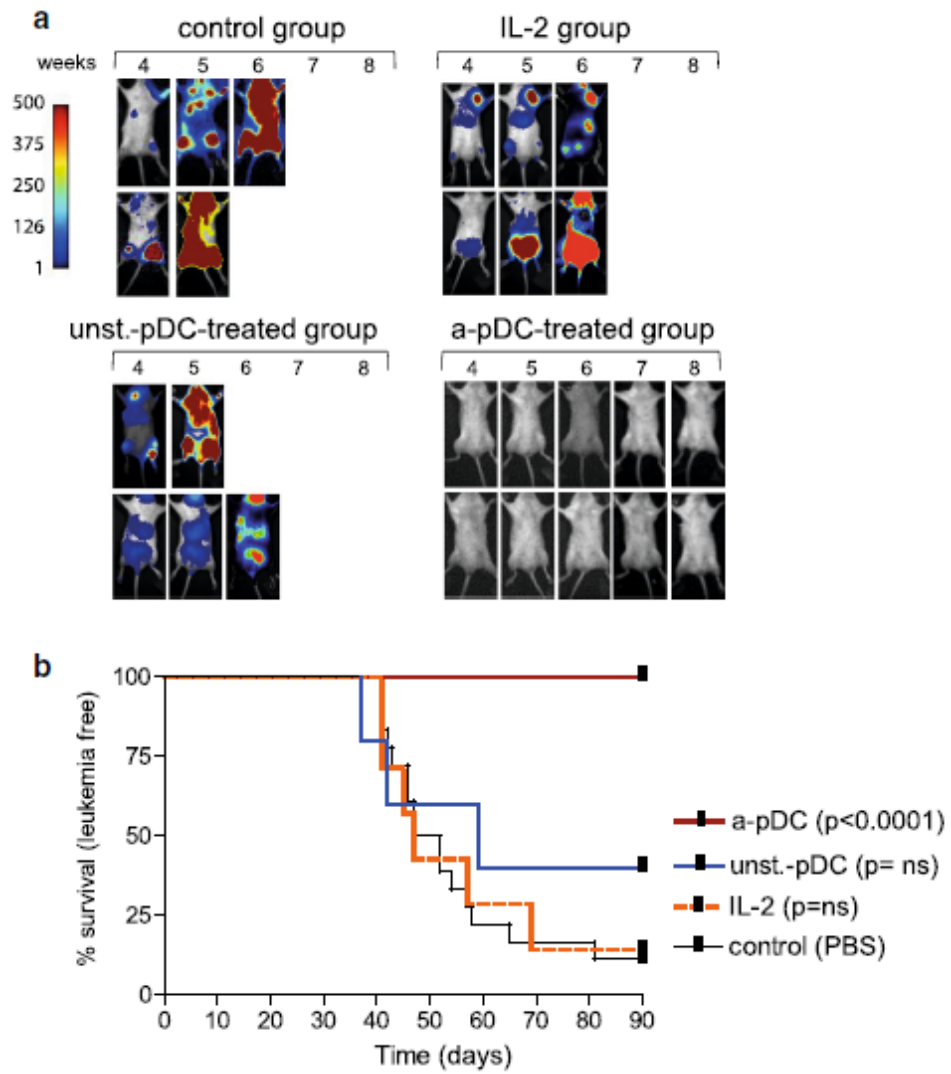 a
control group
IL-2 group
weeks 4 5 6 7 8
4 5 6 7 8
500
375
250
126
1
unst.-pDC-treated group
a-pDC-treated group
4 5 6 7 8
4 5 6 7 8
b
% survival (leukemia free)
100
75
50
25
0
0 10 20 30 40 50 60 70 80 90
Time (days)
a-pDC (p<0.0001)
unst.-pDC (p= ns)
IL-2 (p=ns)
control (PBS)